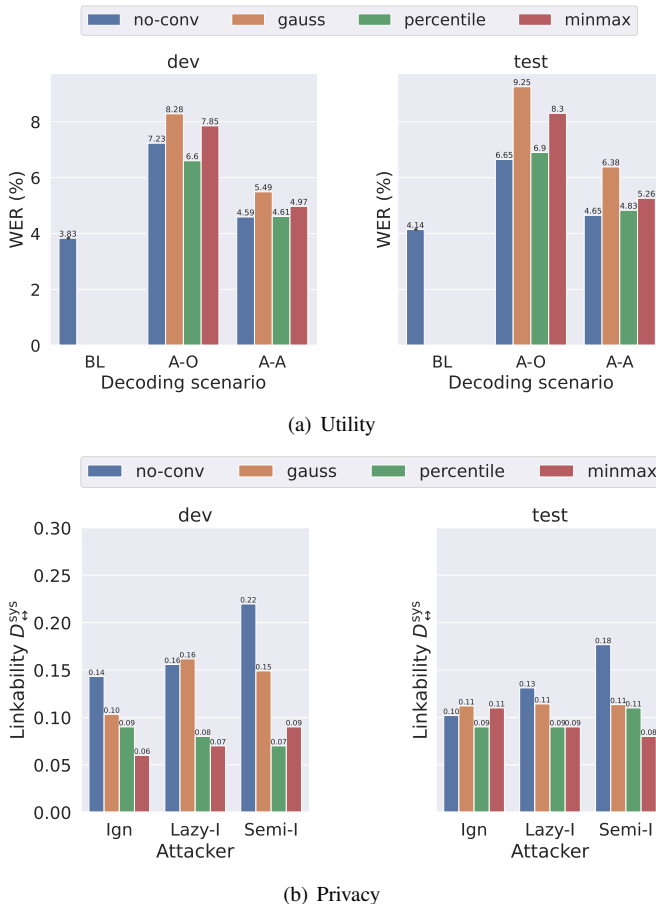 no-conv gauss percentile minmax
dev
test
WER (%)
8
6
4
2
0
3.83
7.23
8.28
6.6
7.85
4.59
5.49
4.61
4.97
BL A-O A-A
Decoding scenario
WER (%)
4.14
6.65
9.25
6.9
8.3
4.65
6.38
4.83
5.26
BL A-O A-A
Decoding scenario
(a) Utility
no-conv gauss percentile minmax
dev
test
Linkability D↔sys
0.30
0.25
0.20
0.15
0.10
0.05
0.00
0.14
0.10
0.09
0.06
0.16
0.16
0.08
0.07
0.22
0.15
0.07
0.09
Ign Lazy-I Semi-I
Attacker
Linkability D↔sys
0.10
0.11
0.09
0.11
0.13
0.11
0.09
0.09
0.18
0.11
0.11
0.08
Ign Lazy-I Semi-I
Attacker
(b) Privacy